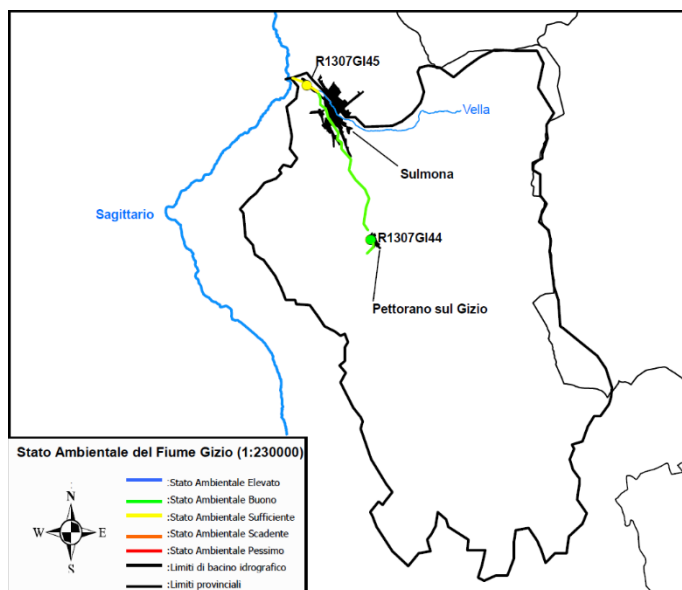 R1307GI45
Vella
Sulmona
Sagittario
R1307GI44
Pettorano sul Gizio
Stato Ambientale del Fiume Gizio (1:230000)
:Stato Ambientale Elevato
:Stato Ambientale Buono
:Stato Ambientale Sufficiente
:Stato Ambientale Scadente
:Stato Ambientale Pessimo
:Limiti di bacino idrografico
:Limiti provinciali
N
W E
S